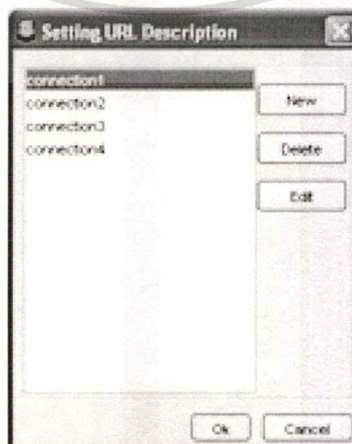 Setting URL Description
connection1
connection2
connection3
connection4
New
Delete
Edit
Ok
Cancel